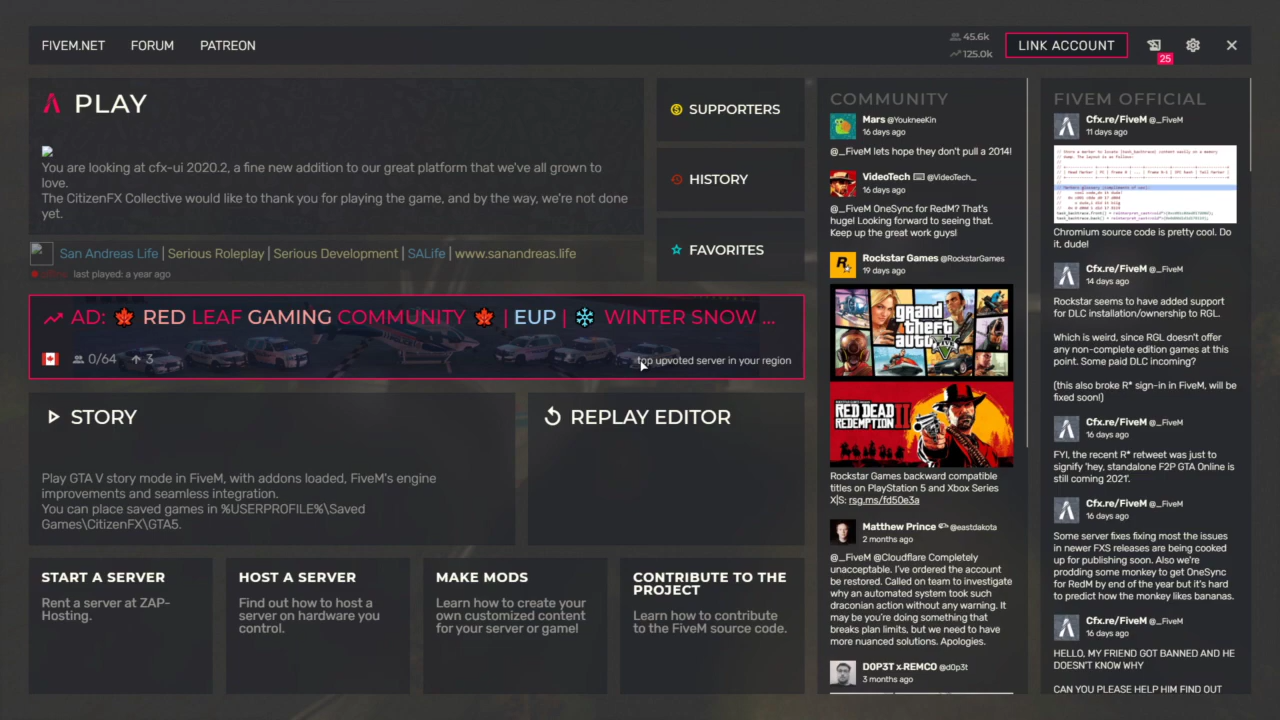 FIVEM.NET FORUM PATREON
45.6k
125.0k
LINK ACCOUNT
25
PLAY
You are looking at cfx-ui 2020.2, a fine new addition to our game platform that we've all grown to
love.
The CitizenFX Collective would like to thank you for playing the game, and by the way, we're not done
yet.
San Andreas Life | Serious Roleplay | Serious Development | SALife | www.sanandreas.life
last played: a year ago
SUPPORTERS
HISTORY
FAVORITES
AD: 🍁 RED LEAF GAMING COMMUNITY 🍁 | EUP | ❄ WINTER SNOW ...
0/64 3
top upvoted server in your region
STORY
Play GTA V story mode in FiveM, with addons loaded, FiveM's engine
improvements and seamless integration.
You can place saved games in %USERPROFILE%\Saved
Games\CitizenFX\GTA5.
REPLAY EDITOR
START A SERVER
Rent a server at ZAP-
Hosting.
HOST A SERVER
Find out how to host a
server on hardware you
control.
MAKE MODS
Learn how to create your
own customized content
for your server or game!
CONTRIBUTE TO THE
PROJECT
Learn how to contribute
to the FiveM source code.
COMMUNITY
Mars @YoukneeKin
16 days ago
@_FiveM lets hope they don't pull a 2014!
VideoTech @VideoTech_
16 days ago
@_FiveM OneSync for RedM? That's
huge! Looking forward to seeing that.
Keep up the great work guys!
Rockstar Games @RockstarGames
19 days ago
grand
theft
auto
V
RED DEAD
REDEMPTION
II
Rockstar Games backward compatible
titles on PlayStation 5 and Xbox Series
X|S: rsg.ms/fd50e3a
Matthew Prince @eastdakota
2 months ago
@_FiveM @Cloudflare Completely
unacceptable. I've ordered the account
be restored. Called on team to investigate
why an automated system took such
draconian action without any warning. It
may be you're doing something that
breaks plan limits, but we need to have
more nuanced solutions. Apologies.
D0P3T x-REMCO @d0p3t
3 months ago
FIVEM OFFICIAL
Cfx.re/FiveM @_FiveM
11 days ago
Chromium source code is pretty cool. Do
it, dude!
Cfx.re/FiveM @_FiveM
14 days ago
Rockstar seems to have added support
for DLC installation/ownership to RGL.
Which is weird, since RGL doesn't offer
any non-complete edition games at this
point. Some paid DLC incoming?
(this also broke R* sign-in in FiveM, will be
fixed soon!)
Cfx.re/FiveM @_FiveM
16 days ago
FYI, the recent R* retweet was just to
signify 'hey, standalone F2P GTA Online is
still coming 2021'.
Cfx.re/FiveM @_FiveM
16 days ago
Some server fixes fixing most the issues
in newer FXS releases are being cooked
up for publishing soon. Also we're
prodding some monkey to get OneSync
for RedM by end of the year but it's hard
to predict how the monkey likes bananas.
Cfx.re/FiveM @_FiveM
16 days ago
HELLO, MY FRIEND GOT BANNED AND HE
DOESN'T KNOW WHY
CAN YOU PLEASE HELP HIM FIND OUT